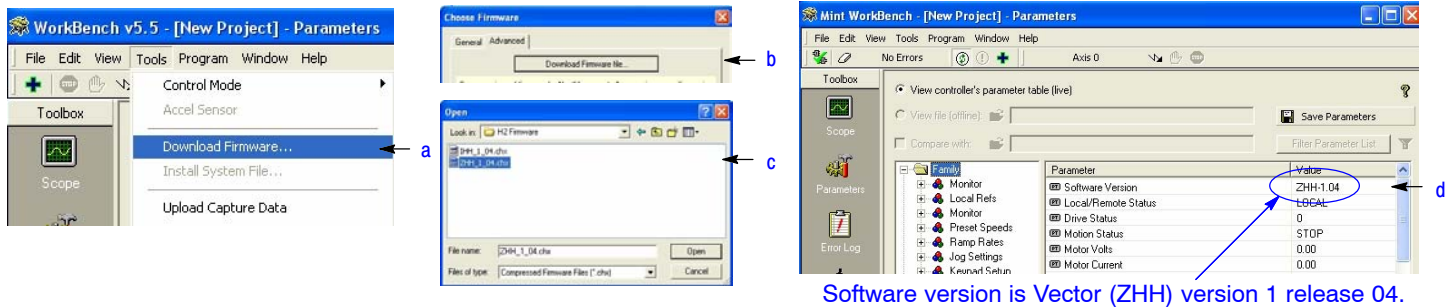 WorkBench v5.5 - [New Project] - Parameters
File Edit View Tools Program Window Help
STOP
Toolbox
Control Mode
Accel Sensor
Scope
Download Firmware...
Install System File...
Upload Capture Data
a
Choose Firmware
General Advanced
Download Firmware file...
b
Open
Look in: H2 Firmware
DHH_1_04.chx
ZHH_1_04.chx
File name: ZHH_1_04.chx
Open
Files of type: Compressed Firmware Files (*.chx)
Cancel
c
Mint WorkBench - [New Project] - Parameters
File Edit View Tools Program Window Help
No Errors Axis 0
Toolbox
Scope
Parameters
Error Log
View controller's parameter table (live)
View file (offline):
Save Parameters
Compare with:
Filter Parameter List
Family
Monitor
Local Refs
Monitor
Preset Speeds
Ramp Rates
Jog Settings
Keypad Setup
Parameter Value
Software Version ZHH-1.04
Local/Remote Status LOCAL
Drive Status 0
Motion Status STOP
Motor Volts 0.00
Motor Current 0.00
d
Software version is Vector (ZHH) version 1 release 04.